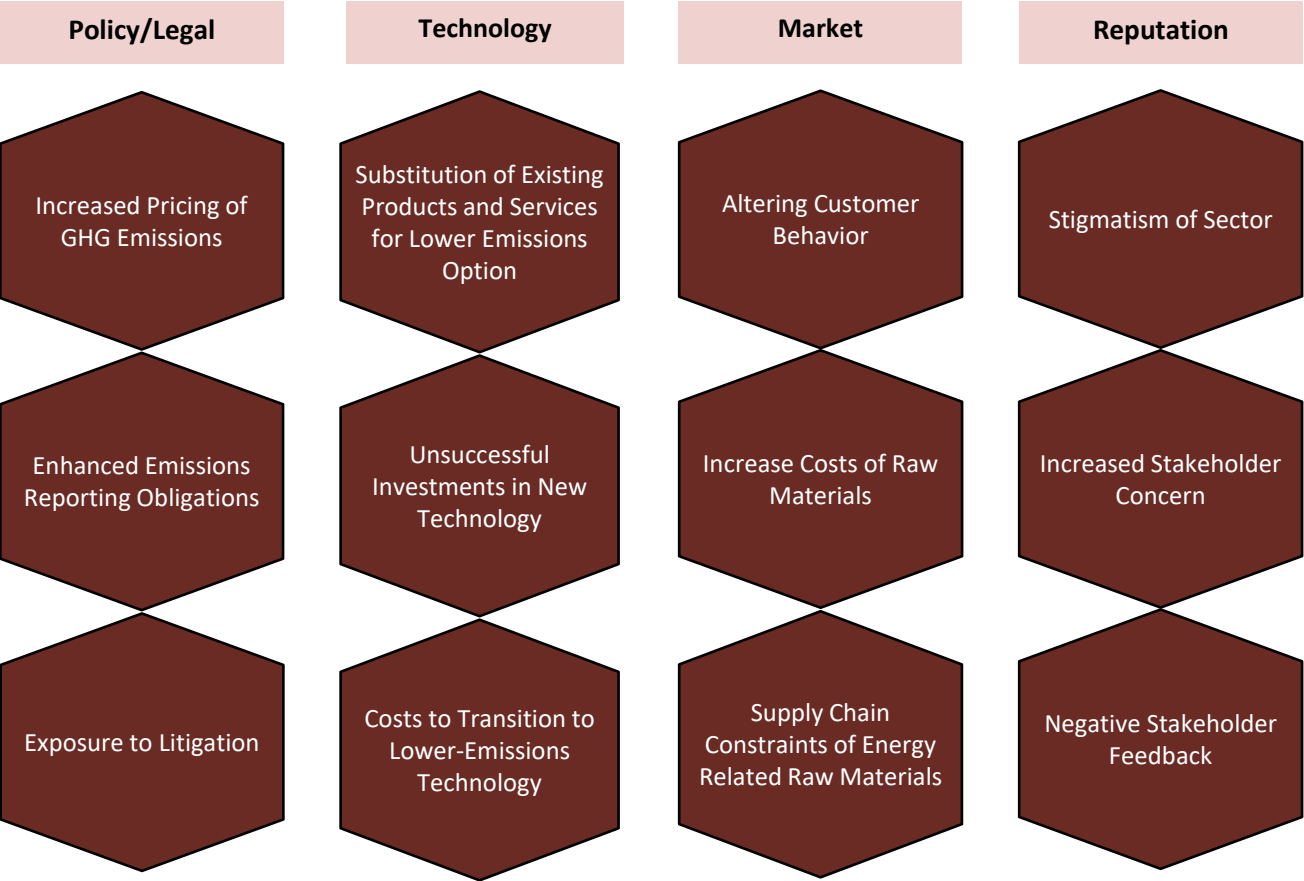 Policy/Legal
Increased Pricing of
GHG Emissions
Enhanced Emissions
Reporting Obligations
Exposure to Litigation
Technology
Substitution of Existing
Products and Services
for Lower Emissions
Option
Unsuccessful
Investments in New
Technology
Costs to Transition to
Lower-Emissions
Technology
Market
Altering Customer
Behavior
Increase Costs of Raw
Materials
Supply Chain
Constraints of Energy
Related Raw Materials
Reputation
Stigmatism of Sector
Increased Stakeholder
Concern
Negative Stakeholder
Feedback